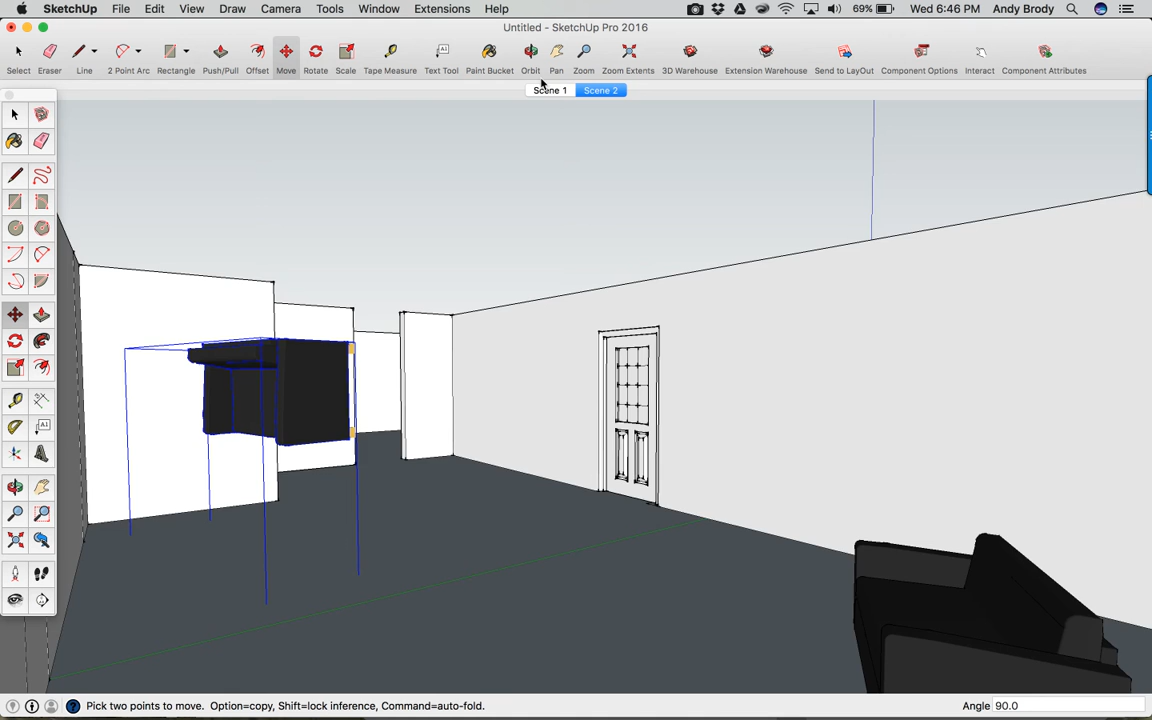 SketchUp File Edit View Draw Camera Tools Window Extensions Help 69% Wed 6:46 PM Andy Brody
Untitled - SketchUp Pro 2016
Select Eraser Line 2 Point Arc Rectangle Push/Pull Offset Move Rotate Scale Tape Measure Text Tool Paint Bucket Orbit Pan Zoom Zoom Extents 3D Warehouse Extension Warehouse Send to LayOut Component Options Interact Component Attributes
Scene 1 Scene 2
Pick two points to move. Option=copy, Shift=lock inference, Command=auto-fold. Angle 90.0